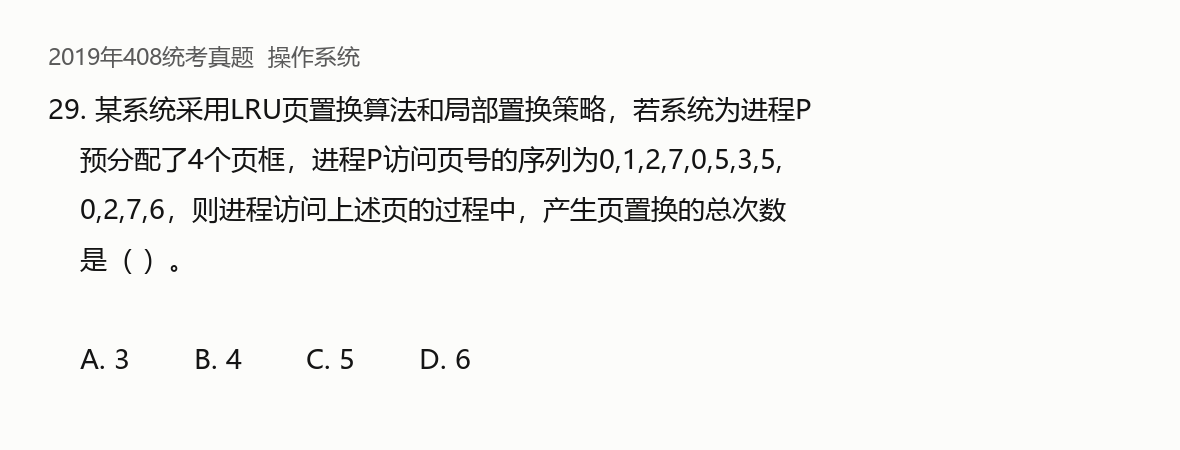 2019年408统考真题 操作系统
29. 某系统采用LRU页置换算法和局部置换策略，若系统为进程P
预分配了4个页框，进程P访问页号的序列为0,1,2,7,0,5,3,5,
0,2,7,6，则进程访问上述页的过程中，产生页置换的总次数
是（ ）。
A. 3 B. 4 C. 5 D. 6